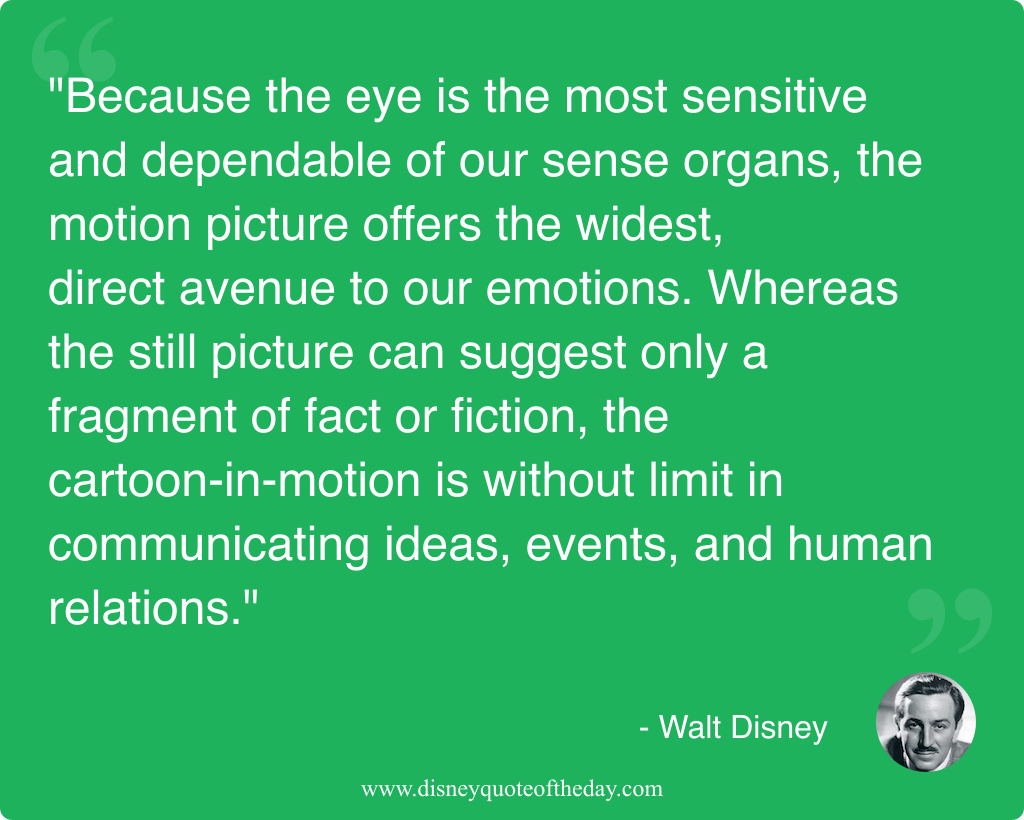 "Because the eye is the most sensitive
and dependable of our sense organs, the
motion picture offers the widest,
direct avenue to our emotions. Whereas
the still picture can suggest only a
fragment of fact or fiction, the
cartoon-in-motion is without limit in
communicating ideas, events, and human
relations."
- Walt Disney
www.disneyquoteoftheday.com